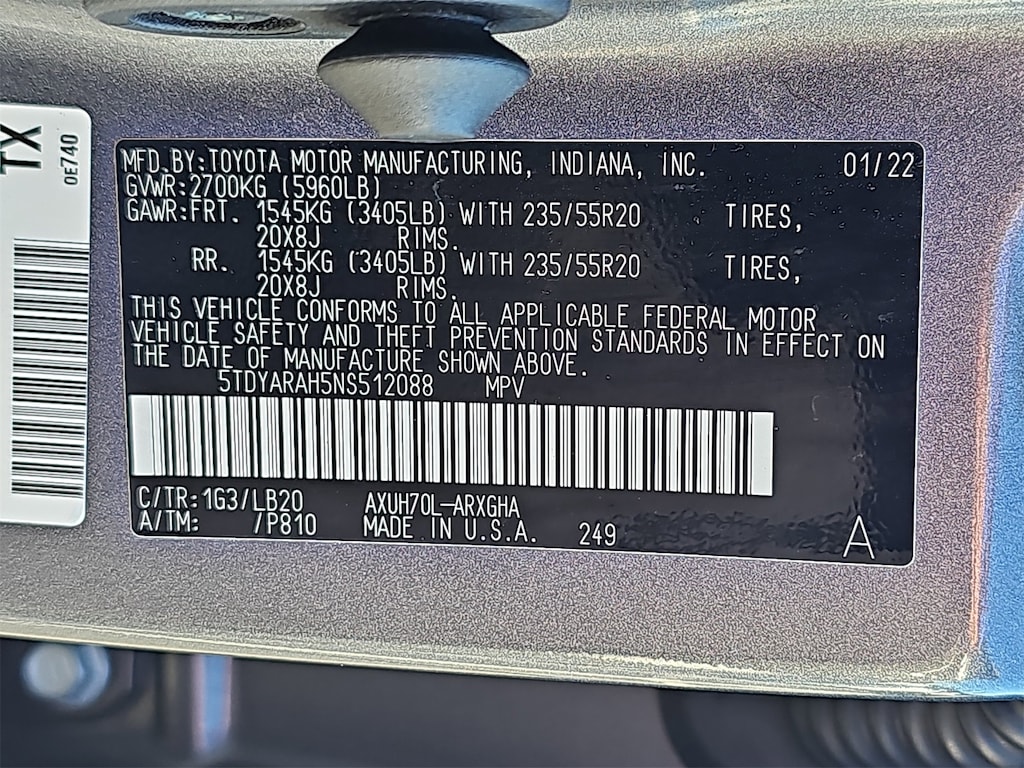 TX
0E740
MFD.BY:TOYOTA MOTOR MANUFACTURING, INDIANA, INC. 01/22
GVWR:2700KG (5960LB)
GAWR:FRT. 1545KG (3405LB) WITH 235/55R20 TIRES,
20X8J RIMS.
RR. 1545KG (3405LB) WITH 235/55R20 TIRES,
20X8J RIMS.
THIS VEHICLE CONFORMS TO ALL APPLICABLE FEDERAL MOTOR
VEHICLE SAFETY AND THEFT PREVENTION STANDARDS IN EFFECT ON
THE DATE OF MANUFACTURE SHOWN ABOVE.
5TDYARAH5NS512088 MPV
C/TR:1G3/LB20 AXUH70L-ARXGHA
A/TM: /P810 MADE IN U.S.A. 249 A